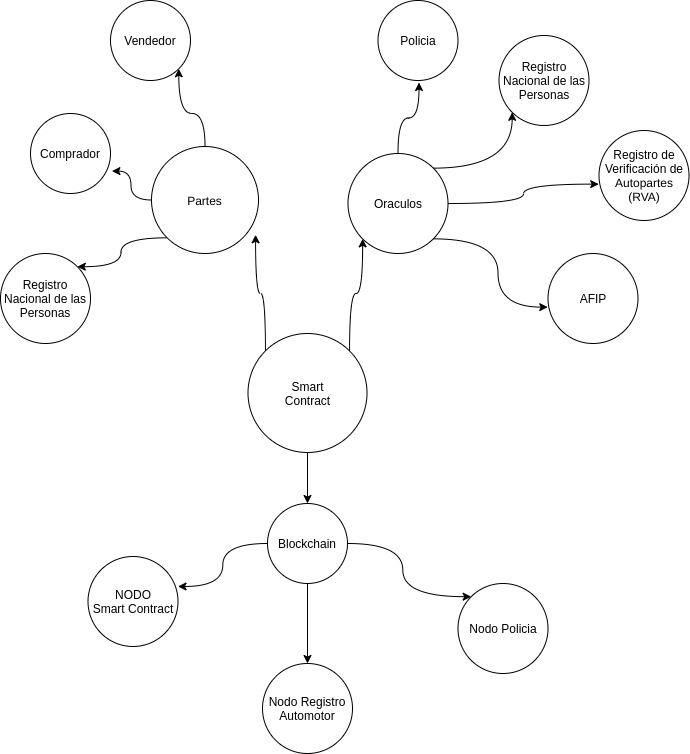 Vendedor
Policia
Registro
Nacional de las
Personas
Comprador
Registro de
Verificación de
Autopartes
(RVA)
Partes
Oraculos
Registro
Nacional de las
Personas
AFIP
Smart
Contract
Blockchain
NODO
Smart Contract
Nodo Policia
Nodo Registro
Automotor